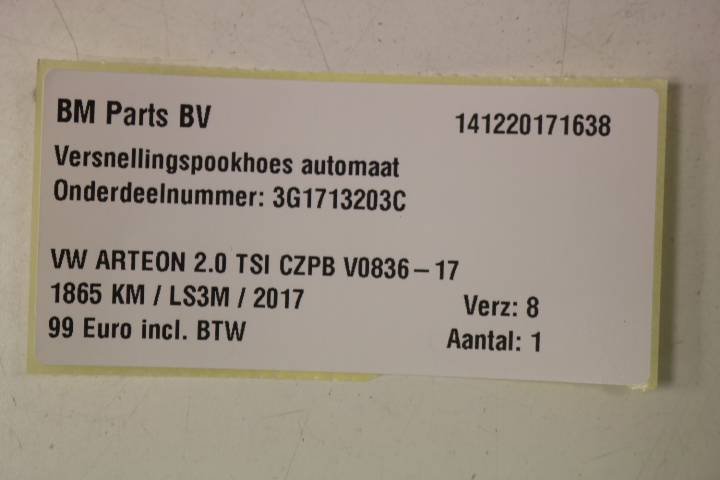 BM Parts BV 141220171638
Versnellingspookhoes automaat
Onderdeelnummer: 3G1713203C
VW ARTEON 2.0 TSI CZPB V0836-17
1865 KM / LS3M / 2017 Verz: 8
99 Euro incl. BTW Aantal: 1